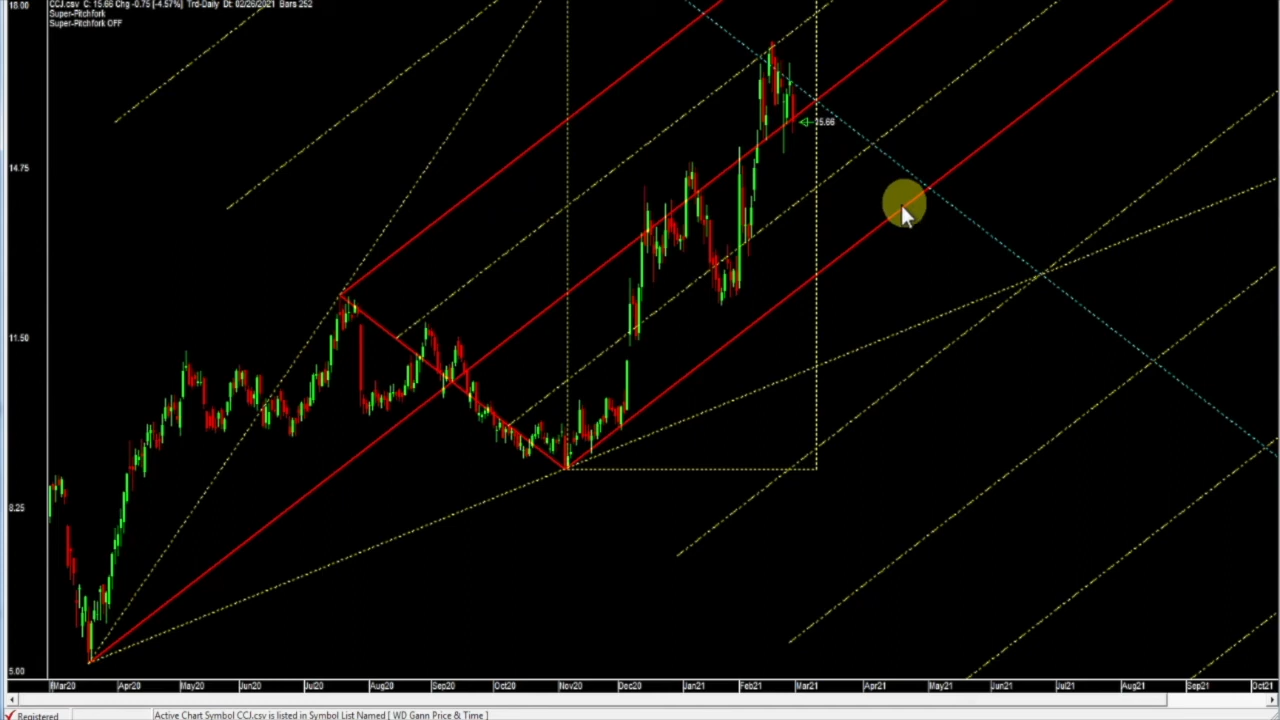 18.00 CCJ.csv C: 15.66 Chg -0.75 [-4.57%] Trd-Daily Dt: 02/26/2021 Bars 252
Super-Pitchfork
Super-Pitchfork OFF
15.66
14.75
11.50
8.25
5.00
Mar20 Apr20 May20 Jun20 Jul20 Aug20 Sep20 Oct20 Nov20 Dec20 Jan21 Feb21 Mar21 Apr21 May21 Jun21 Jul21 Aug21 Sep21 Oct21
Registered Active Chart Symbol CCJ.csv is listed in Symbol List Named [ WD Gann Price & Time ]